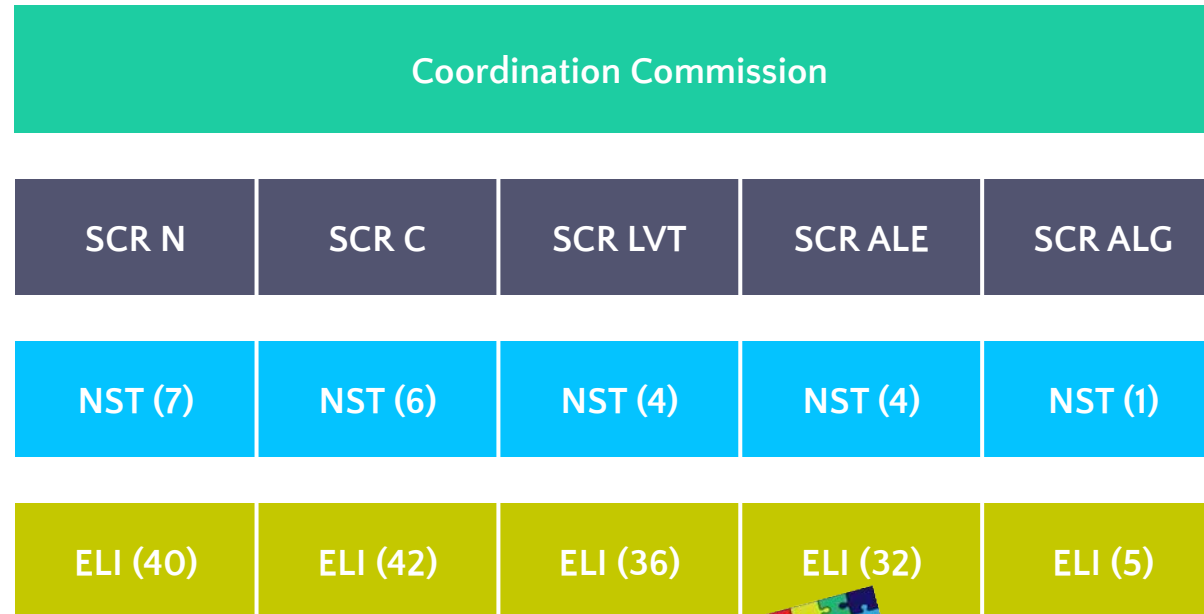 Coordination Commission
SCR N SCR C SCR LVT SCR ALE SCR ALG
NST (7) NST (6) NST (4) NST (4) NST (1)
ELI (40) ELI (42) ELI (36) ELI (32) ELI (5)